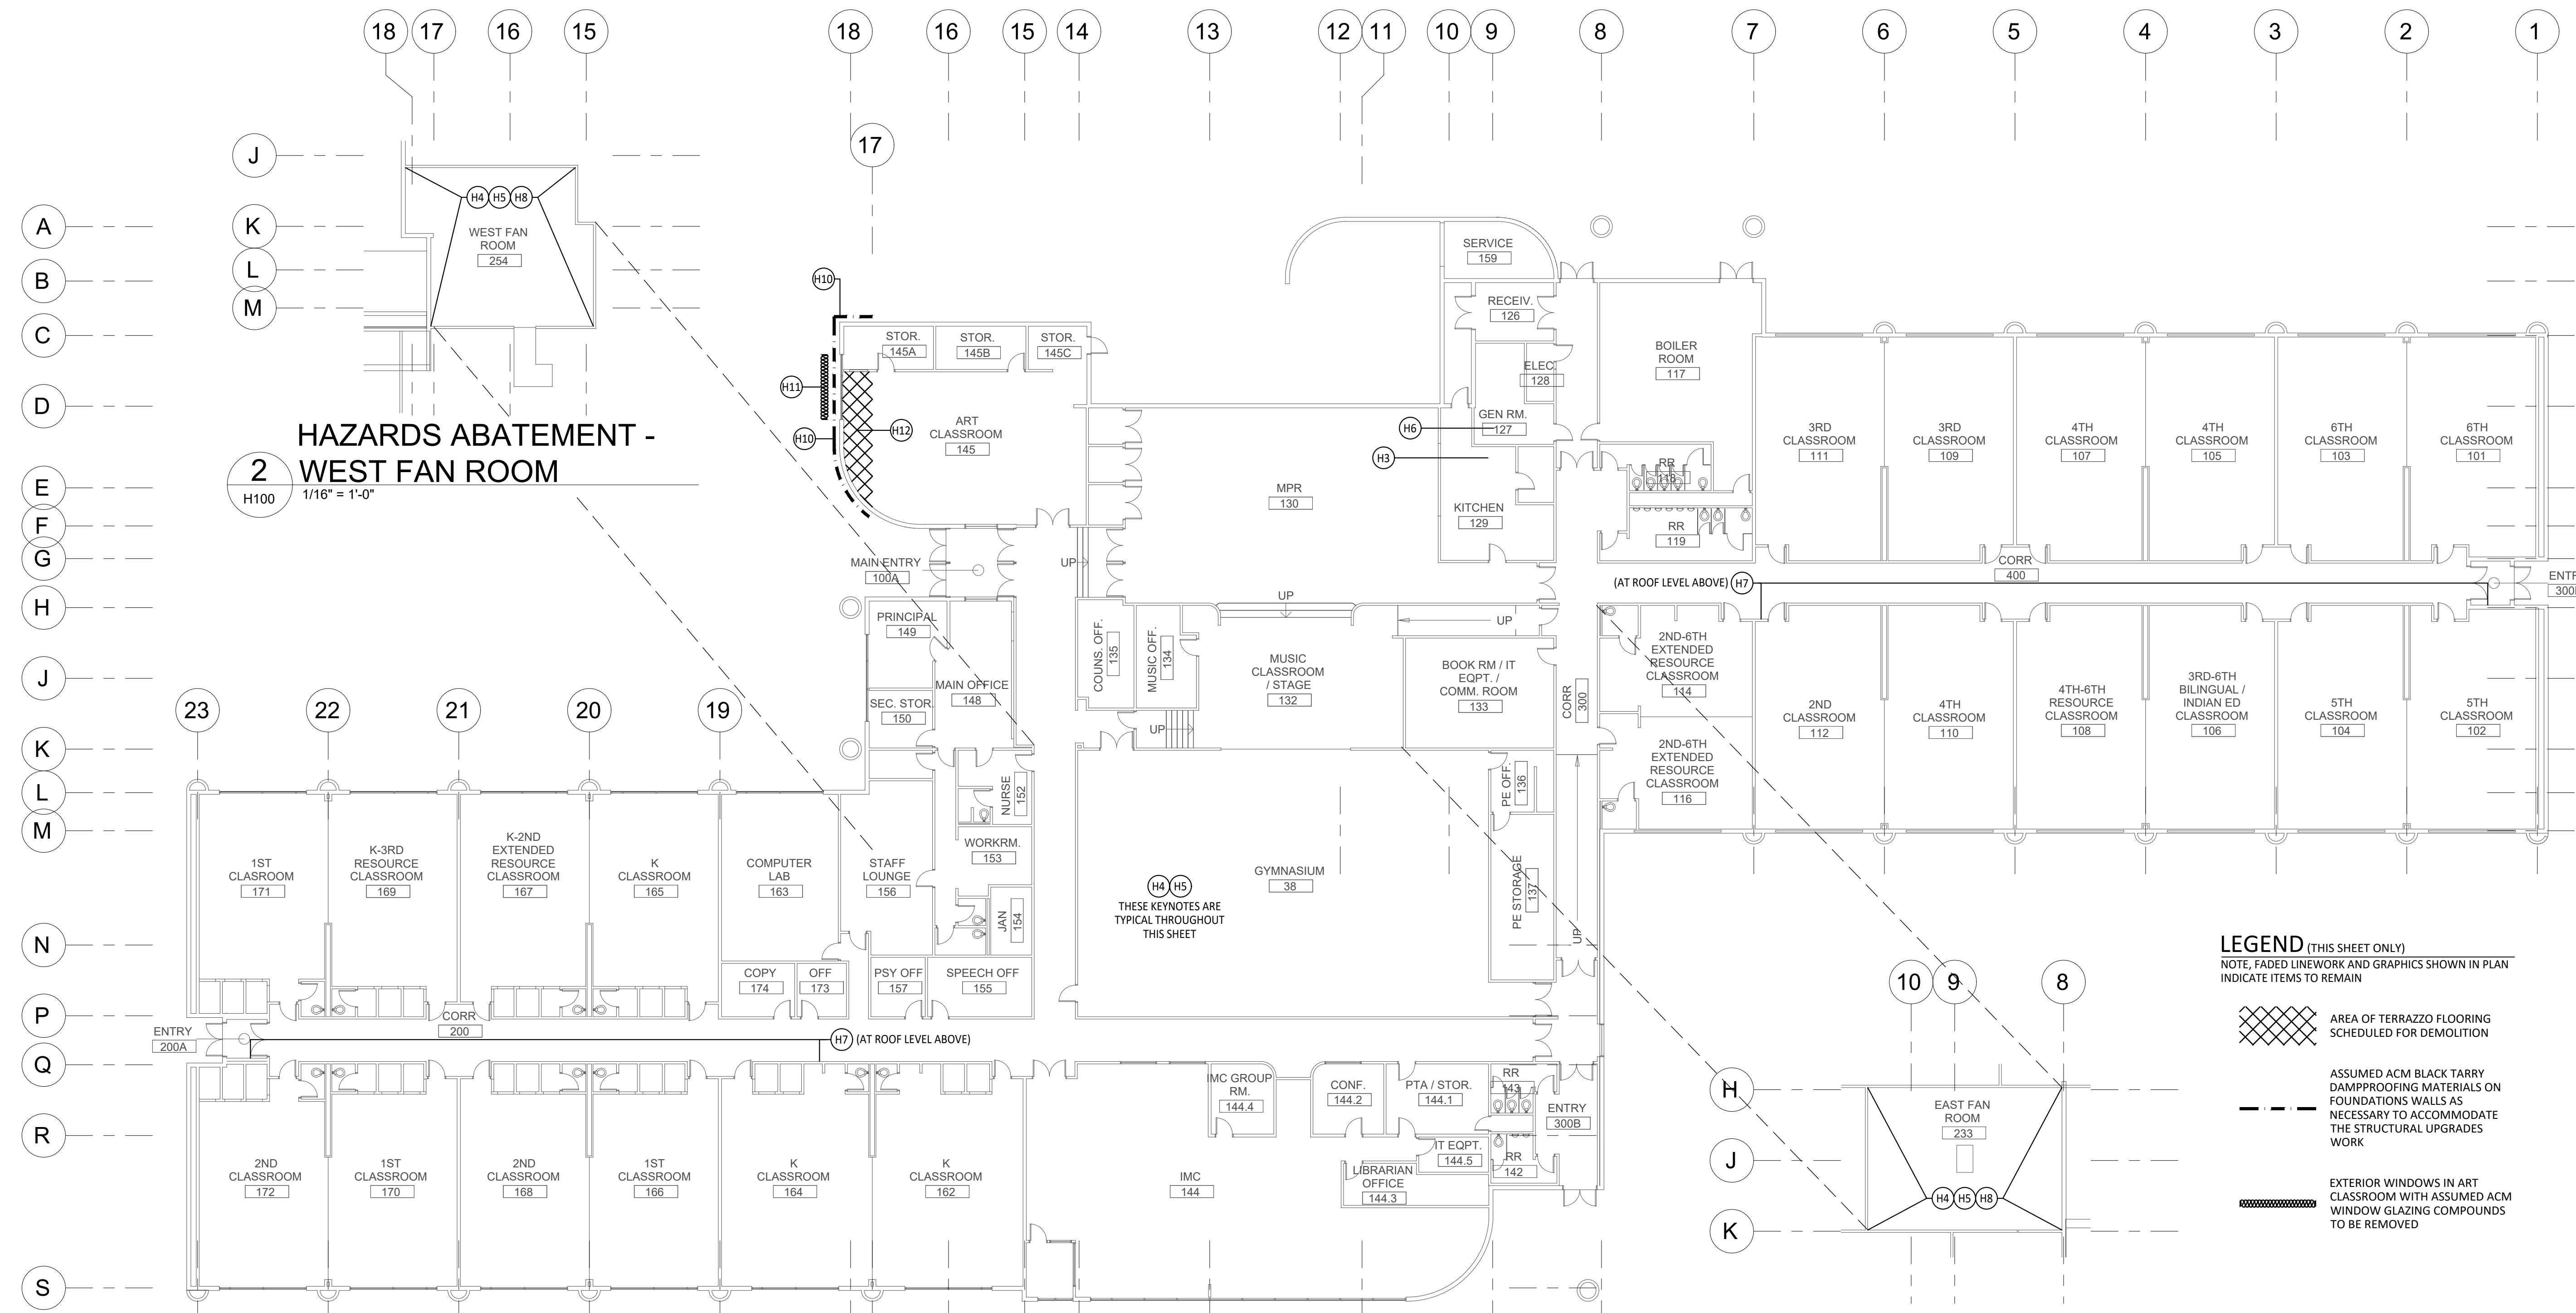 18
17
16
15
18
16
15
14
13
12
11
10
9
8
7
6
5
4
3
2
1
17
J
K
L
M
A
B
C
D
E
F
G
H
J
K
L
M
N
P
Q
R
S
H4
H5
H8
WEST FAN
ROOM
254
HAZARDS ABATEMENT -
WEST FAN ROOM
2
H100
1/16" = 1'-0"
H10
H11
H10
H12
STOR.
145A
STOR.
145B
STOR.
145C
ART
CLASSROOM
145
SERVICE
159
RECEIV.
126
ELEC.
128
GEN RM.
127
H6
H3
BOILER
ROOM
117
MPR
130
KITCHEN
129
RR
118
RR
119
3RD
CLASSROOM
111
3RD
CLASSROOM
109
4TH
CLASSROOM
107
4TH
CLASSROOM
105
6TH
CLASSROOM
103
6TH
CLASSROOM
101
MAIN ENTRY
100A
UP
UP
UP
(AT ROOF LEVEL ABOVE)
H7
CORR
400
PRINCIPAL
149
MAIN OFFICE
148
SEC. STOR.
150
COUNS. OFF.
135
MUSIC OFF.
134
UP
MUSIC
CLASSROOM
/ STAGE
132
BOOK RM / IT
EQPT. /
COMM. ROOM
133
CORR
300
2ND-6TH
EXTENDED
RESOURCE
CLASSROOM
114
2ND-6TH
EXTENDED
RESOURCE
CLASSROOM
116
2ND
CLASSROOM
112
4TH
CLASSROOM
110
4TH-6TH
RESOURCE
CLASSROOM
108
3RD-6TH
BILINGUAL /
INDIAN ED
CLASSROOM
106
5TH
CLASSROOM
104
5TH
CLASSROOM
102
23
22
21
20
19
1ST
CLASROOM
171
K-3RD
RESOURCE
CLASSROOM
169
K-2ND
EXTENDED
RESOURCE
CLASSROOM
167
K
CLASSROOM
165
COMPUTER
LAB
163
STAFF
LOUNGE
156
NURSE
152
WORKRM.
153
JAN
154
COPY
174
OFF
173
PSY OFF
157
SPEECH OFF
155
GYMNASIUM
38
H4
H5
THESE KEYNOTES ARE
TYPICAL THROUGHOUT
THIS SHEET
PE OFF.
136
PE STORAGE
137
UP
ENTRY
200A
CORR
200
H7
(AT ROOF LEVEL ABOVE)
2ND
CLASSROOM
172
1ST
CLASSROOM
170
2ND
CLASSROOM
168
1ST
CLASSROOM
166
K
CLASSROOM
164
K
CLASSROOM
162
IMC
144
IMC GROUP
RM.
144.4
CONF.
144.2
PTA / STOR.
144.1
RR
143
ENTRY
300B
IT EQPT.
144.5
RR
142
LIBRARIAN
OFFICE
144.3
10
9
8
H
J
K
EAST FAN
ROOM
233
H4
H5
H8
LEGEND (THIS SHEET ONLY)
NOTE, FADED LINEWORK AND GRAPHICS SHOWN IN PLAN
INDICATE ITEMS TO REMAIN
AREA OF TERRAZZO FLOORING
SCHEDULED FOR DEMOLITION
ASSUMED ACM BLACK TARRY
DAMPPROOFING MATERIALS ON
FOUNDATIONS WALLS AS
NECESSARY TO ACCOMMODATE
THE STRUCTURAL UPGRADES
WORK
EXTERIOR WINDOWS IN ART
CLASSROOM WITH ASSUMED ACM
WINDOW GLAZING COMPOUNDS
TO BE REMOVED